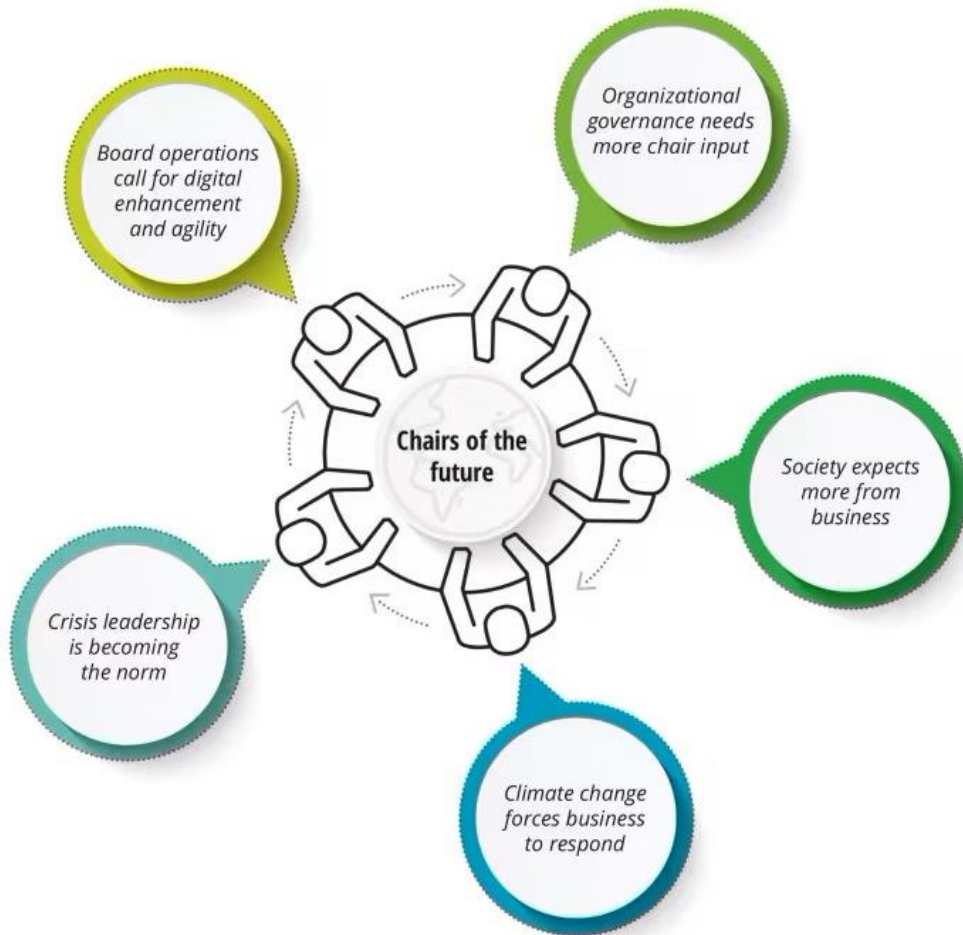 Organizational
governance needs
more chair input
Board operations
call for digital
enhancement
and agility
Chairs of the
future
Society expects
more from
business
Crisis leadership
is becoming
the norm
Climate change
forces business
to respond